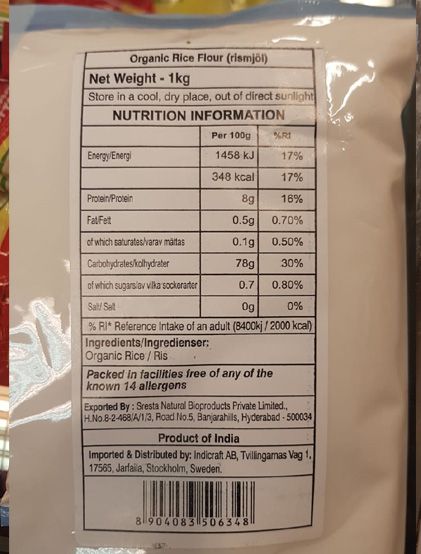 Organic Rice Flour (rismjöl)
Net Weight - 1kg
Store in a cool, dry place, out of direct sunlight
NUTRITION INFORMATION
Per 100g %RI
Energy/Energi 1458 kJ 17%
348 kcal 17%
Protein/Protein 8g 16%
Fat/Fett 0.5g 0.70%
of which saturates/varav mättas 0.1g 0.50%
Carbohydrates/kolhydrater 78g 30%
of which sugars/av vilka sockerarter 0.7 0.80%
Salt/ Salt 0g 0%
% RI* Reference Intake of an adult (8400kj / 2000 kcal)
Ingredients/Ingredienser:
Organic Rice / Ris
Packed in facilities free of any of the
known 14 allergens
Exported By : Sresta Natural Bioproducts Private Limited.,
H.No.8-2-468/A/1/3, Road No.5, Banjarahills, Hyderabad - 500034
Product of India
Imported & Distributed by: Indicraft AB, Tvillingarnas Vag 1,
17565, Jarfalla, Stockholm, Sweden.
8 904083 506348